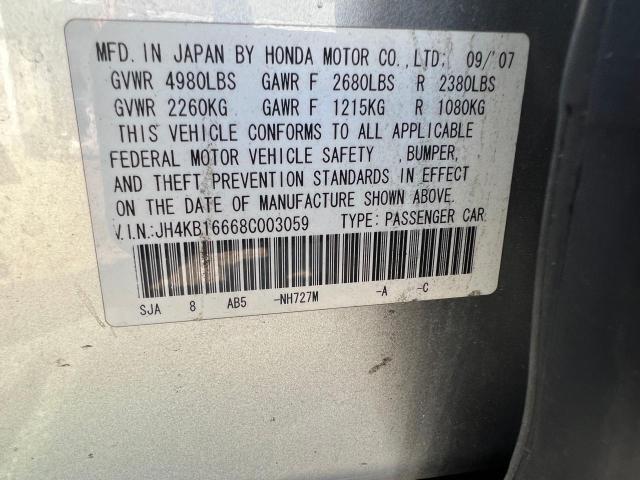 MFD. IN JAPAN BY HONDA MOTOR CO.,LTD; 09/'07
GVWR 4980LBS GAWR F 2680LBS R 2380LBS
GVWR 2260KG GAWR F 1215KG R 1080KG
THIS VEHICLE CONFORMS TO ALL APPLICABLE
FEDERAL MOTOR VEHICLE SAFETY ,BUMPER,
AND THEFT PREVENTION STANDARDS IN EFFECT
ON THE DATE OF MANUFACTURE SHOWN ABOVE.
V.I.N.:JH4KB16668C003059 TYPE: PASSENGER CAR
SJA 8 AB5 -NH727M -A -C